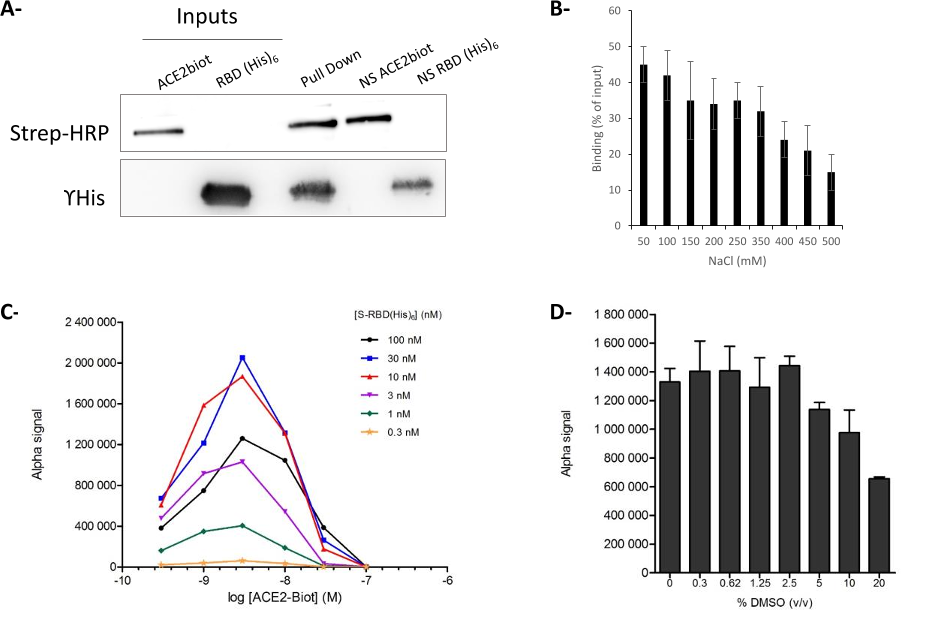 A-
Inputs
ACE2biot
RBD (His)6
Pull Down
NS ACE2biot
NS RBD (His)6
Strep-HRP
ϒHis
B-
60
50
40
30
20
10
0
Binding (% of input)
50 100 150 200 250 350 400 450 500
NaCl (mM)
C-
[S-RBD(His)6] (nM)
100 nM
30 nM
10 nM
3 nM
1 nM
0.3 nM
2 400 000
2 000 000
1 600 000
1 200 000
800 000
400 000
0
Alpha signal
-10 -9 -8 -7 -6
log [ACE2-Biot] (M)
D-
1 800 000
1 600 000
1 400 000
1 200 000
1 000 000
800 000
600 000
400 000
200 000
0
Alpha signal
0 0.3 0.62 1.25 2.5 5 10 20
% DMSO (v/v)